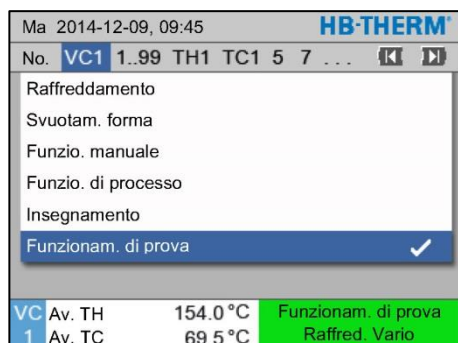 Ma 2014-12-09, 09:45 HB-THERM®
No. VC1 1..99 TH1 TC1 5 7 ...
Raffreddamento
Svuotam. forma
Funzio. manuale
Funzio. di processo
Insegnamento
Funzionam. di prova
VC Av. TH 154.0 °C Funzionam. di prova
1 Av. TC 69.5 °C Raffred. Vario